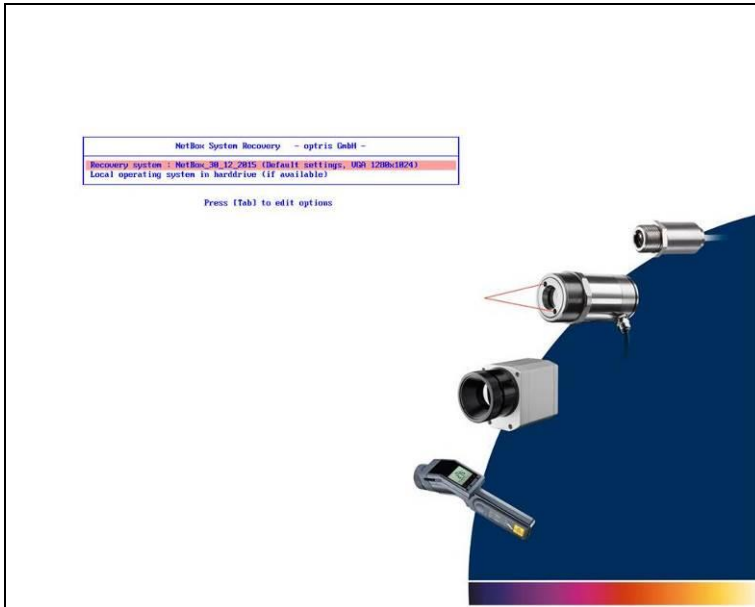 NetBox System Recovery - optris GmbH -
Recovery system : NetBox_30_12_2015 (Default settings, VGA 1280x1024)
Local operating system in harddrive (if available)
Press [Tab] to edit options